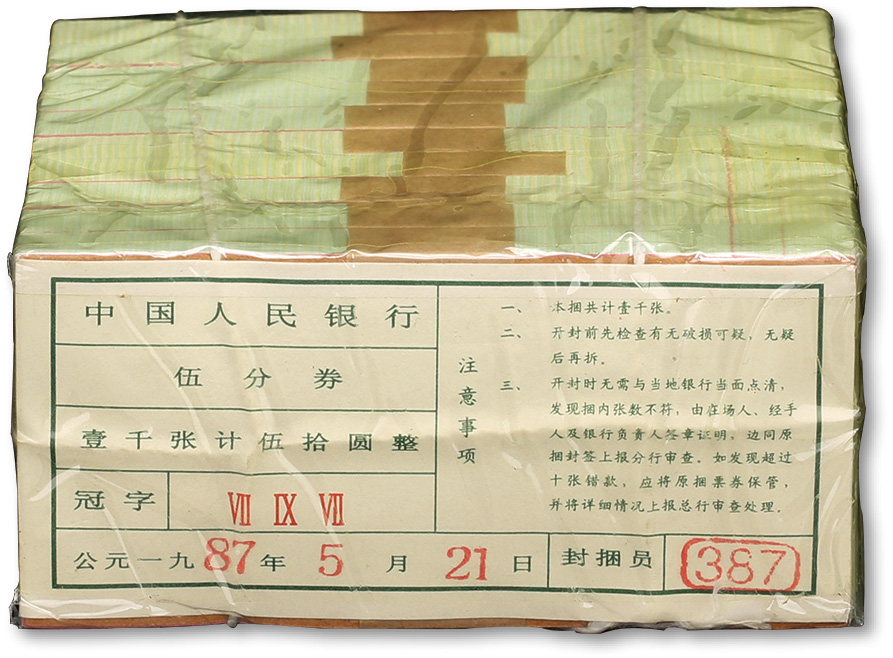 中国人民银行
伍分券
壹千张计伍拾圆整
冠字 Ⅶ Ⅸ Ⅶ
公元一九87年5月21日 封捆员 387
注意事项
一、本捆共计壹千张。
二、开封前先检查有无破损可疑，无疑
后再拆。
三、开封时无需与当地银行当面点清，
发现捆内张数不符，由在场人、经手
人及银行负责人签章证明，边同原
捆封签上报分行审查。如发现超过
十张错款，应将原捆票券保管，
并将详细情况上报总行审查处理。